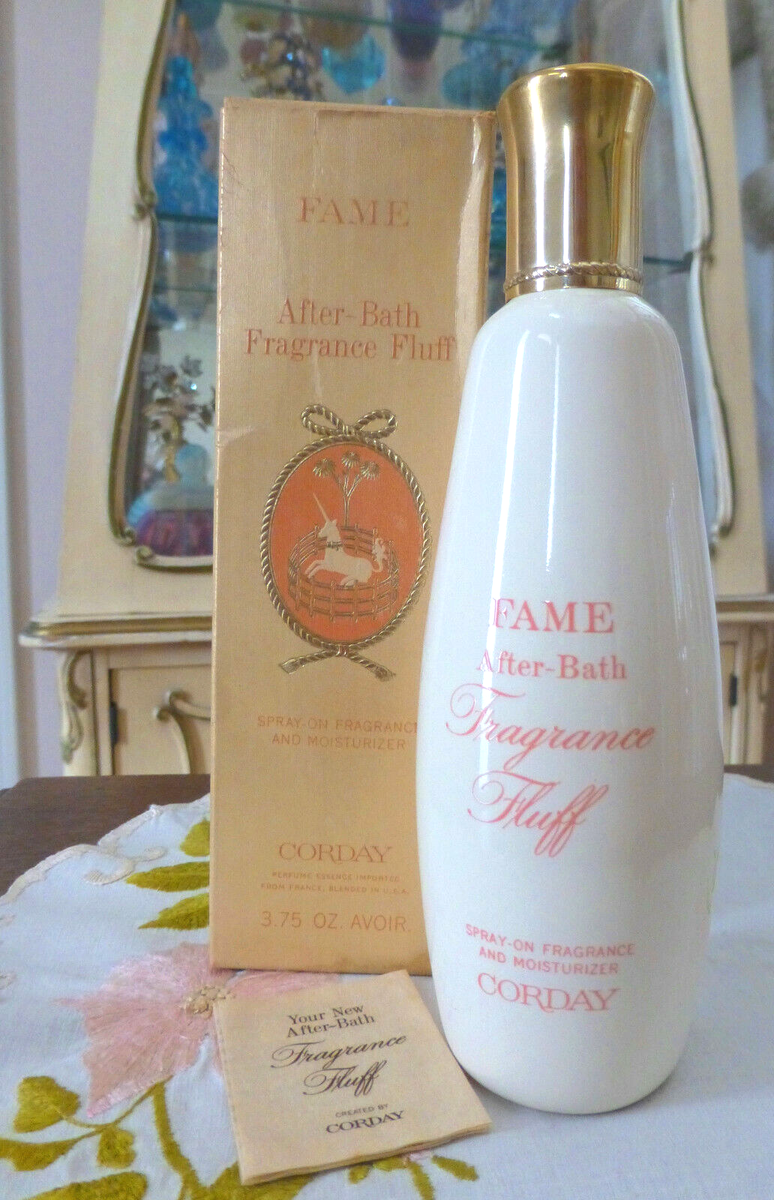 FAME
After-Bath
Fragrance Fluff
SPRAY-ON FRAGRANCE
AND MOISTURIZER
CORDAY
PERFUME ESSENCE IMPORTED
FROM FRANCE, BLENDED IN U.S.A.
3.75 OZ. AVOIR.
FAME
After-Bath
Fragrance
Fluff
SPRAY-ON FRAGRANCE
AND MOISTURIZER
CORDAY
Your New
After-Bath
Fragrance
Fluff
CREATED BY
CORDAY